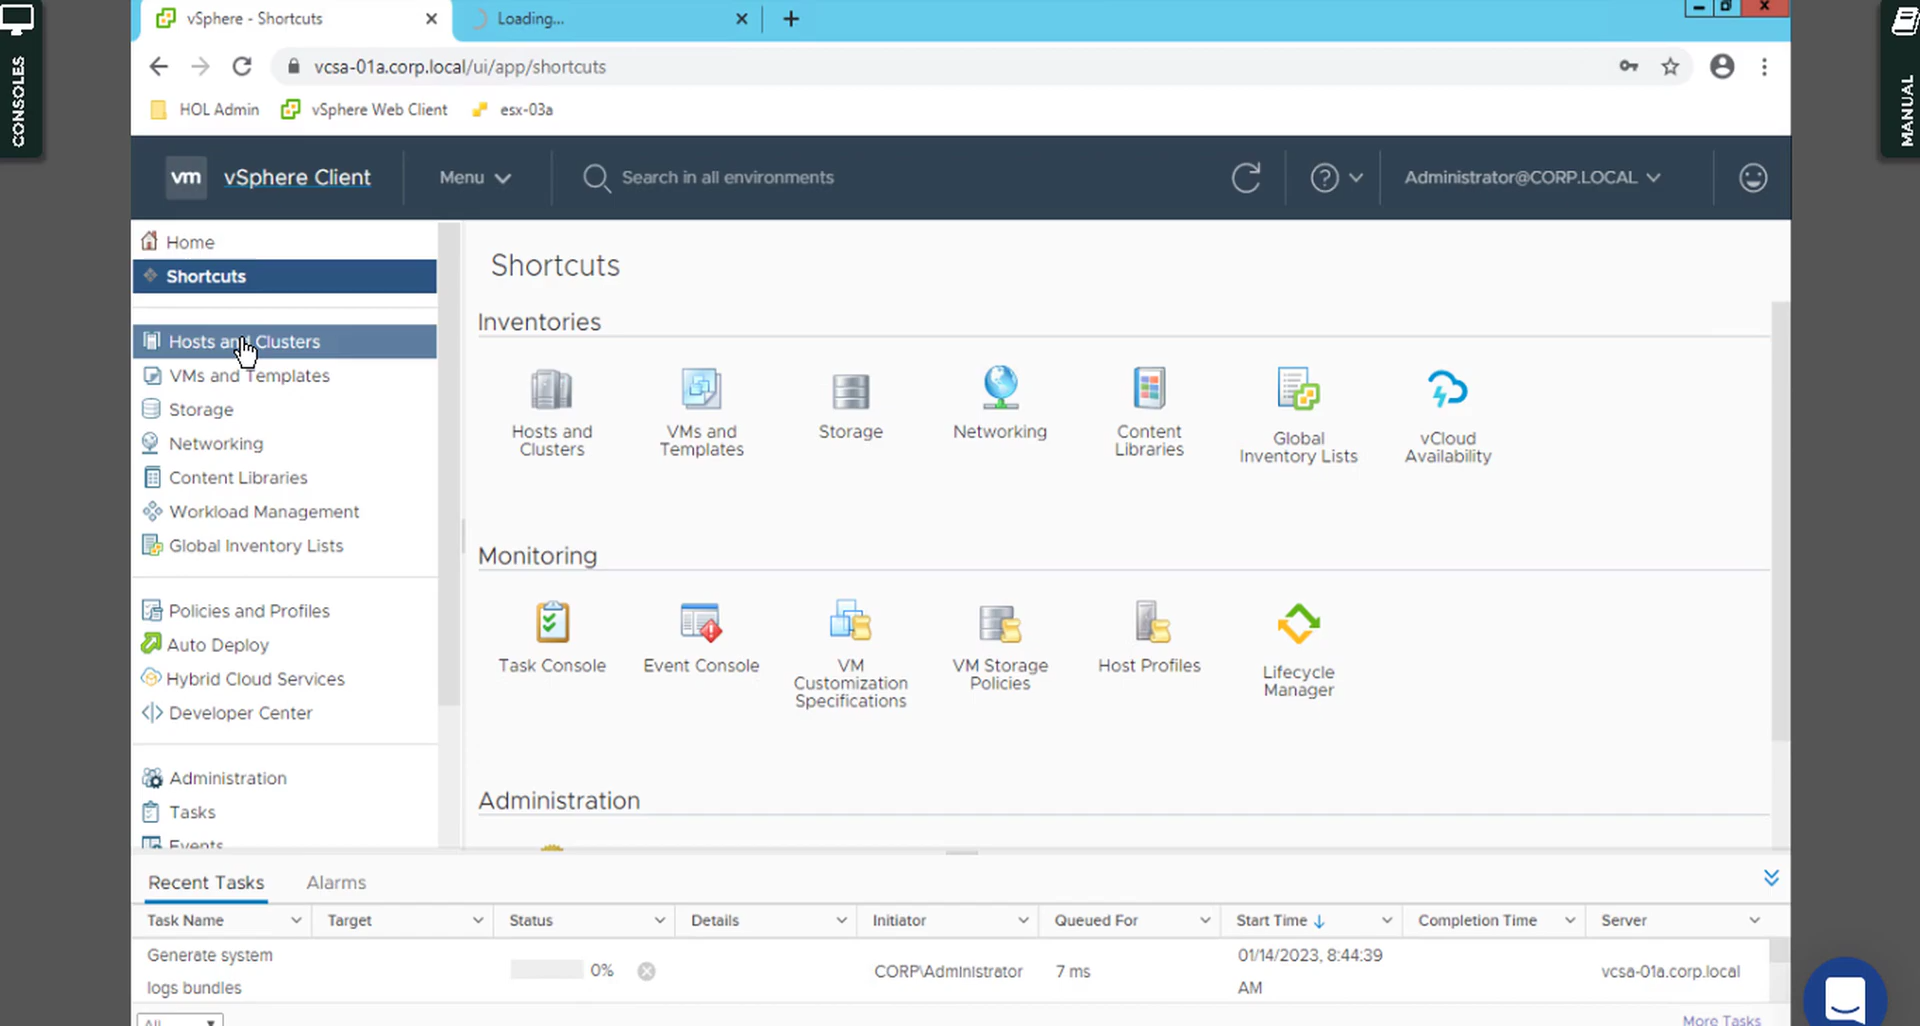 CONSOLES
MANUAL
vSphere - Shortcuts
Loading...
vcsa-01a.corp.local/ui/app/shortcuts
HOL Admin
vSphere Web Client
esx-03a
vm
vSphere Client
Menu
Search in all environments
Administrator@CORP.LOCAL
Home
Shortcuts
Hosts and Clusters
VMs and Templates
Storage
Networking
Content Libraries
Workload Management
Global Inventory Lists
Policies and Profiles
Auto Deploy
Hybrid Cloud Services
Developer Center
Administration
Tasks
Events
Shortcuts
Inventories
Hosts and
Clusters
VMs and
Templates
Storage
Networking
Content
Libraries
Global
Inventory Lists
vCloud
Availability
Monitoring
Task Console
Event Console
VM
Customization
Specifications
VM Storage
Policies
Host Profiles
Lifecycle
Manager
Administration
Recent Tasks
Alarms
Task Name
Target
Status
Details
Initiator
Queued For
Start Time
Completion Time
Server
Generate system
logs bundles
0%
CORP\Administrator
7 ms
01/14/2023, 8:44:39
AM
vcsa-01a.corp.local
All
More Tasks